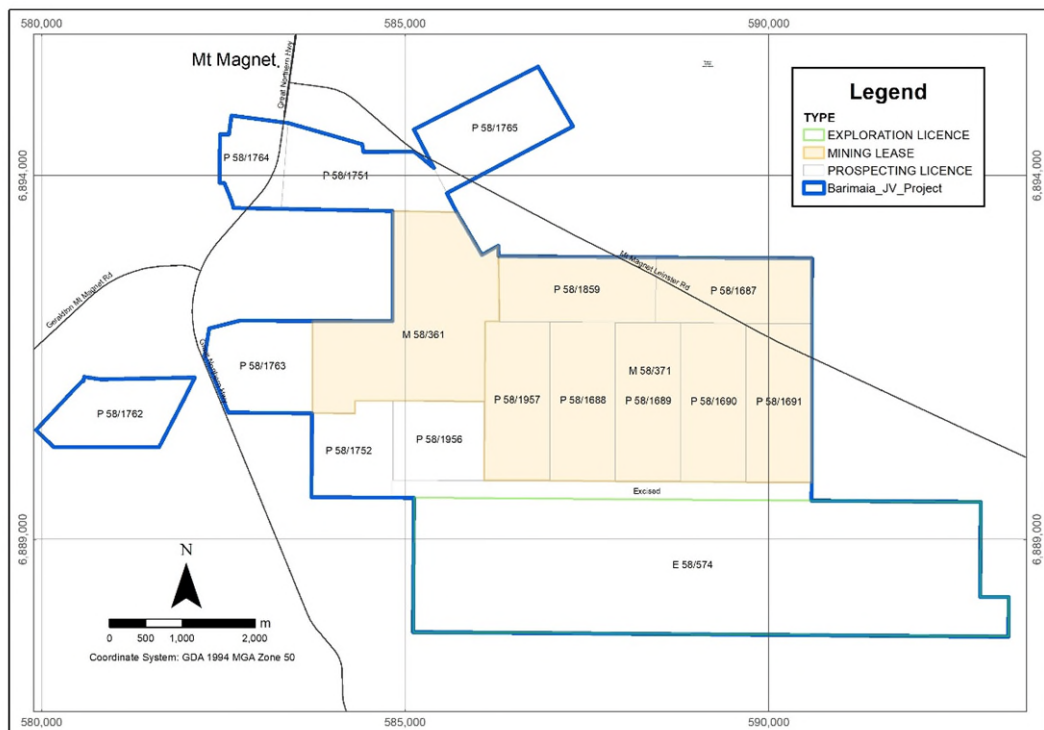 580,000
585,000
590,000
Mt Magnet.
Great Northern Hwy
Legend
TYPE
EXPLORATION LICENCE
MINING LEASE
PROSPECTING LICENCE
Barimaia_JV_Project
P 58/1765
P 58/1764
P 58/1751
6,894,000
6,894,000
Geraldton Mt Magnet Rd
Mt Magnet Leinster Rd
P 58/1859
P 58/1687
M 58/361
P 58/1763
Great Northern Hwy
M 58/371
P 58/1762
P 58/1957
P 58/1688
P 58/1689
P 58/1690
P 58/1691
P 58/1752
P 58/1956
Excised
6,889,000
6,889,000
E 58/574
N
0 500 1,000 2,000 m
Coordinate System: GDA 1994 MGA Zone 50
580,000
585,000
590,000